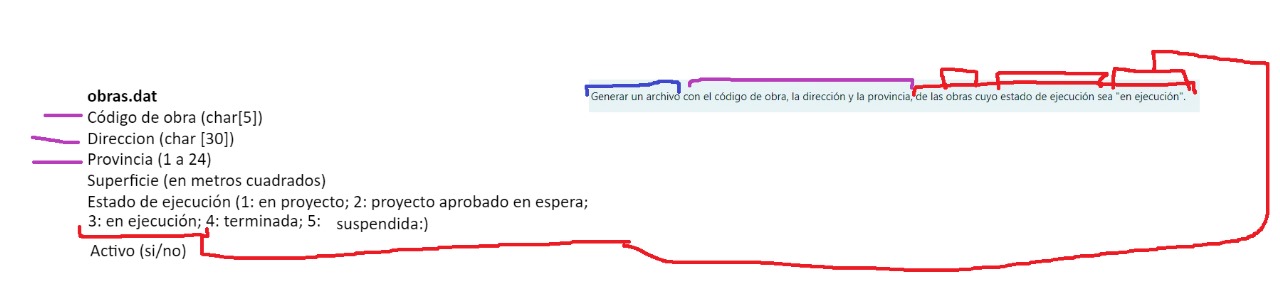 Generar un archivo con el código de obra, la dirección y la provincia, de las obras cuyo estado de ejecución sea "en ejecución".
obras.dat
Código de obra (char[5])
Direccion (char [30])
Provincia (1 a 24)
Superficie (en metros cuadrados)
Estado de ejecución (1: en proyecto; 2: proyecto aprobado en espera;
3: en ejecución; 4: terminada; 5: suspendida:)
Activo (si/no)